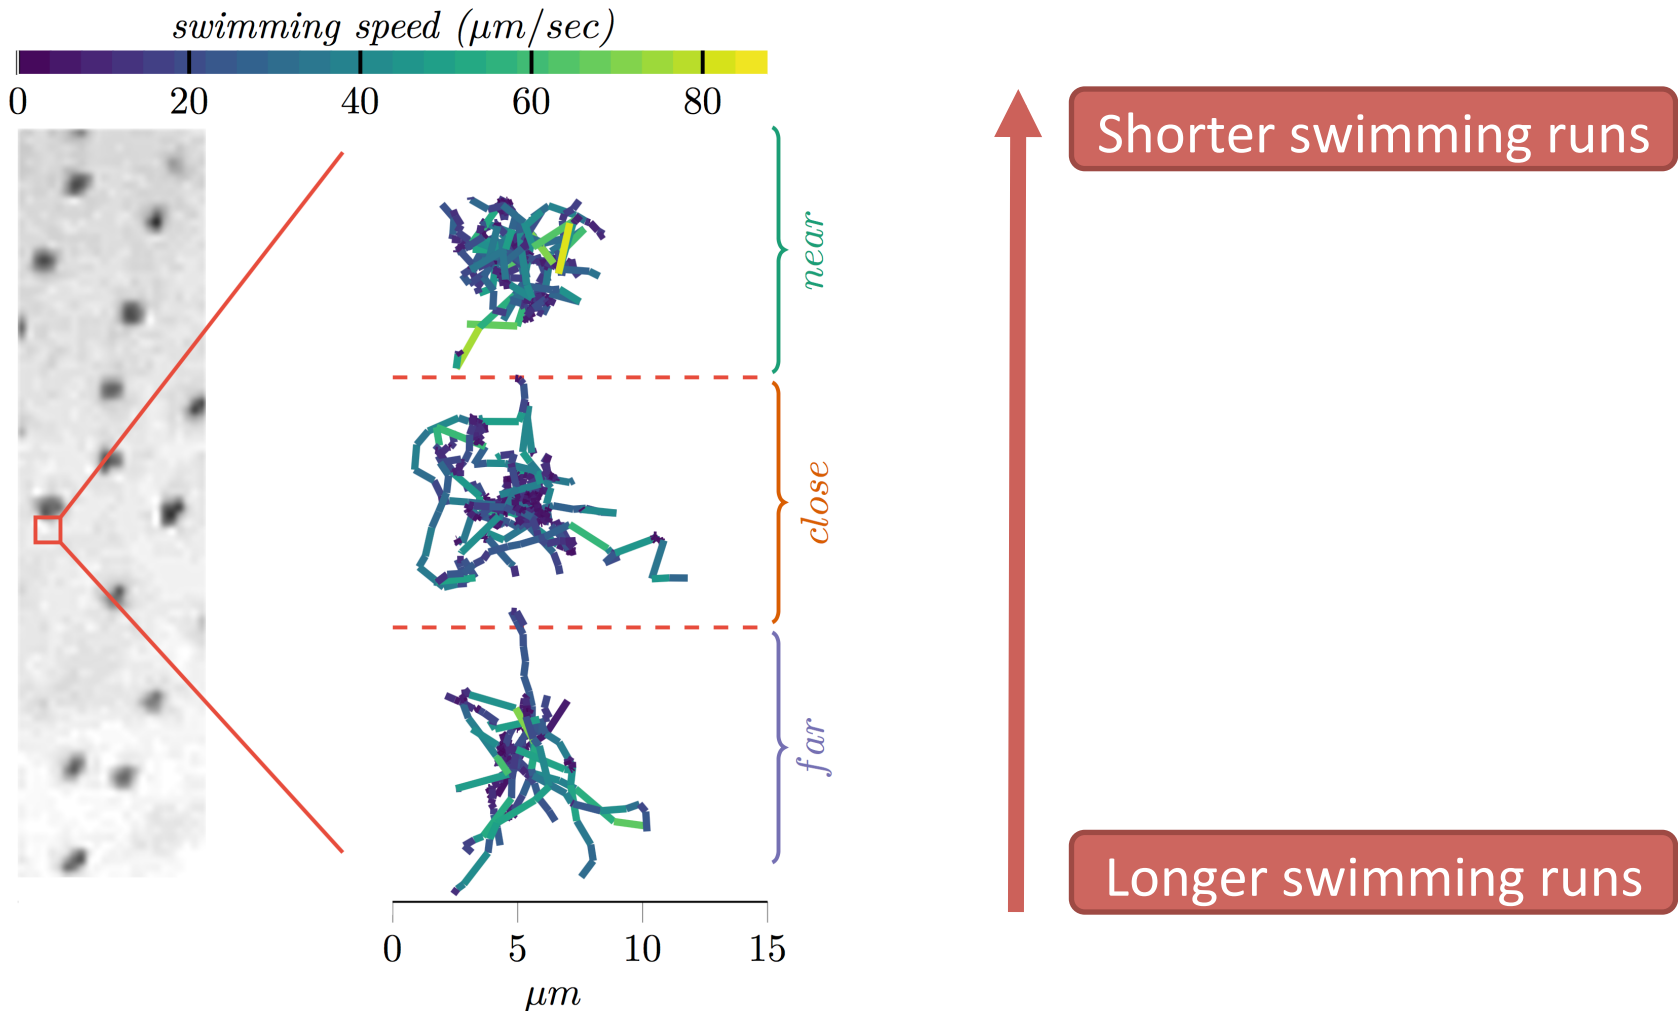 swimming speed (μm/sec)
0 20 40 60 80
Shorter swimming runs
near
close
far
Longer swimming runs
0 5 10 15
μm